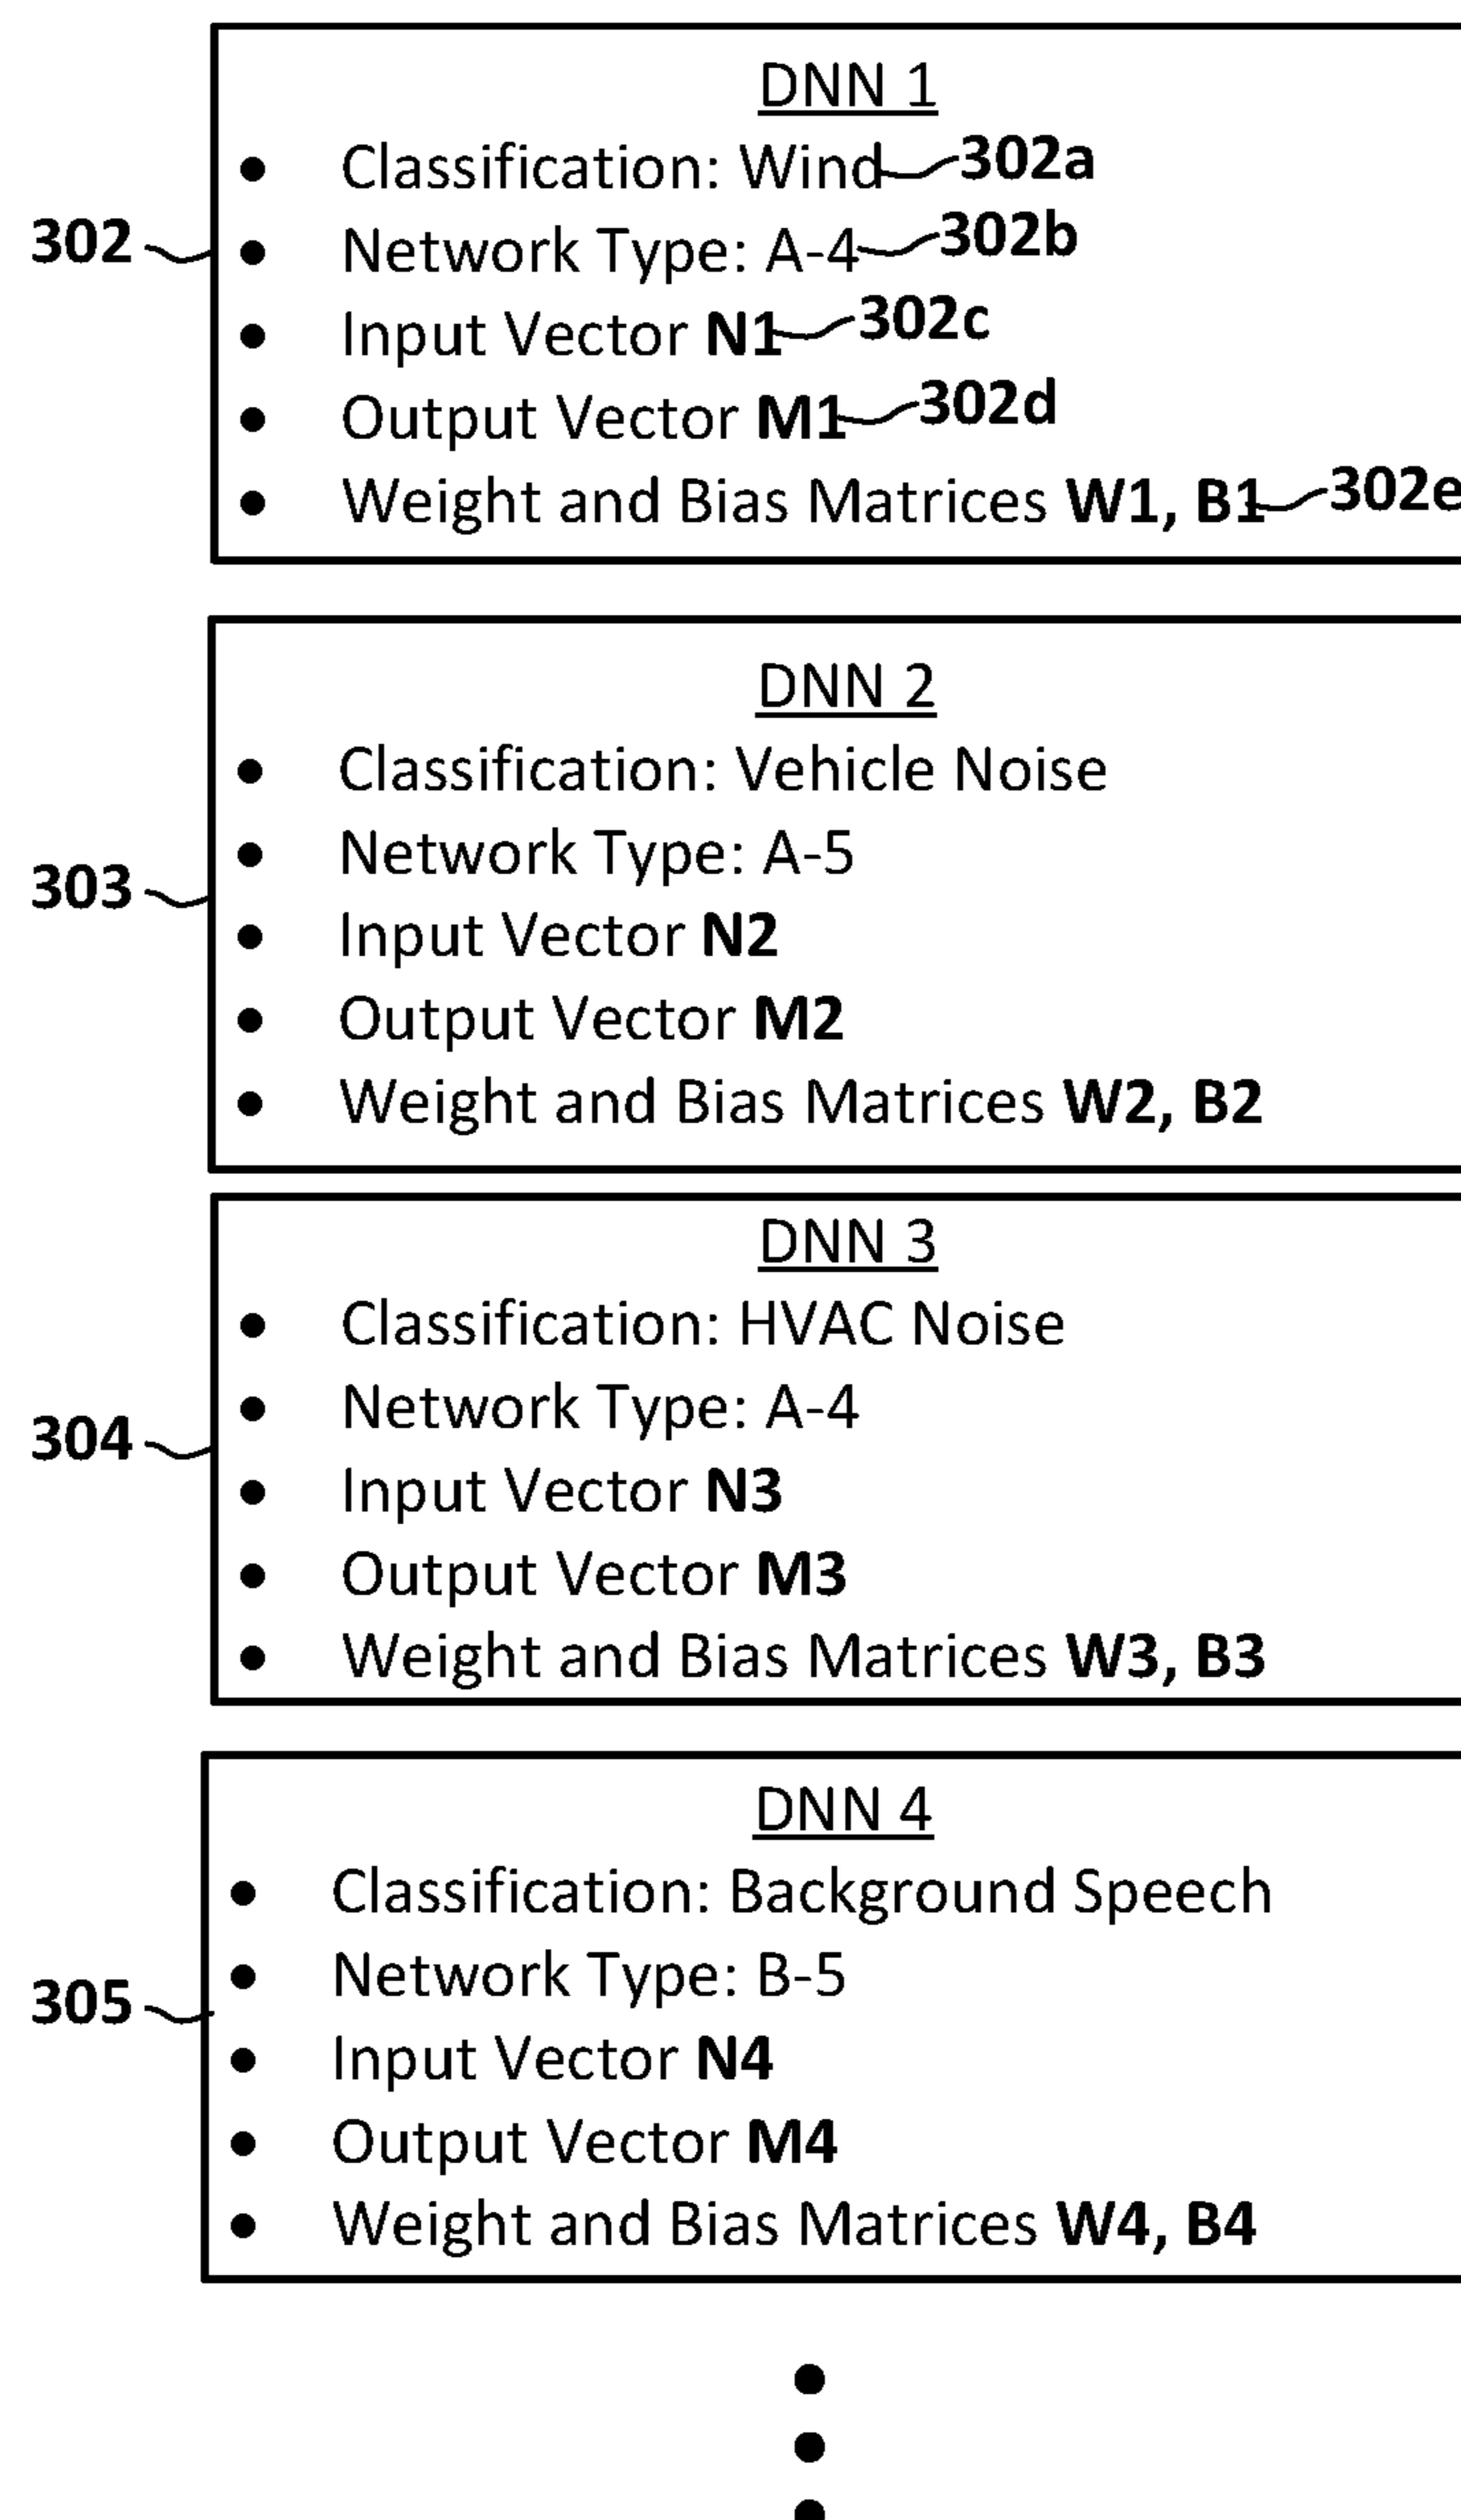 DNN 1
• Classification: Wind 302a
302 • Network Type: A-4 302b
• Input Vector N1 302c
• Output Vector M1 302d
• Weight and Bias Matrices W1, B1 302e
DNN 2
• Classification: Vehicle Noise
303 • Network Type: A-5
• Input Vector N2
• Output Vector M2
• Weight and Bias Matrices W2, B2
DNN 3
• Classification: HVAC Noise
304 • Network Type: A-4
• Input Vector N3
• Output Vector M3
• Weight and Bias Matrices W3, B3
DNN 4
• Classification: Background Speech
305 • Network Type: B-5
• Input Vector N4
• Output Vector M4
• Weight and Bias Matrices W4, B4